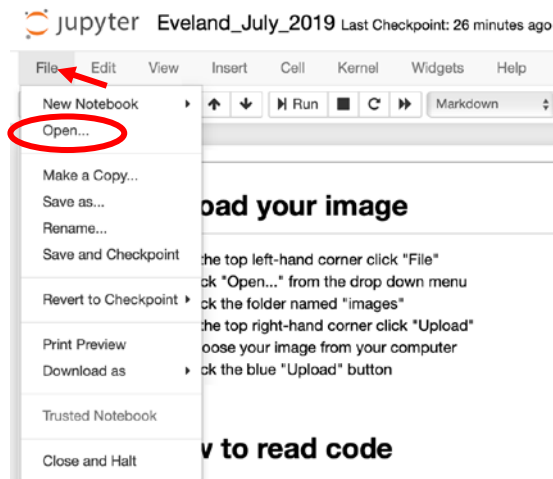 jupyter Eveland_July_2019 Last Checkpoint: 26 minutes ago
File Edit View Insert Cell Kernel Widgets Help
New Notebook Run Markdown
Open...
Make a Copy...
Save as...
oad your image
Rename...
Save and Checkpoint
the top left-hand corner click "File"
ck "Open..." from the drop down menu
Revert to Checkpoint
ck the folder named "images"
the top right-hand corner click "Upload"
Print Preview
oose your image from your computer
Download as
ck the blue "Upload" button
Trusted Notebook
w to read code
Close and Halt